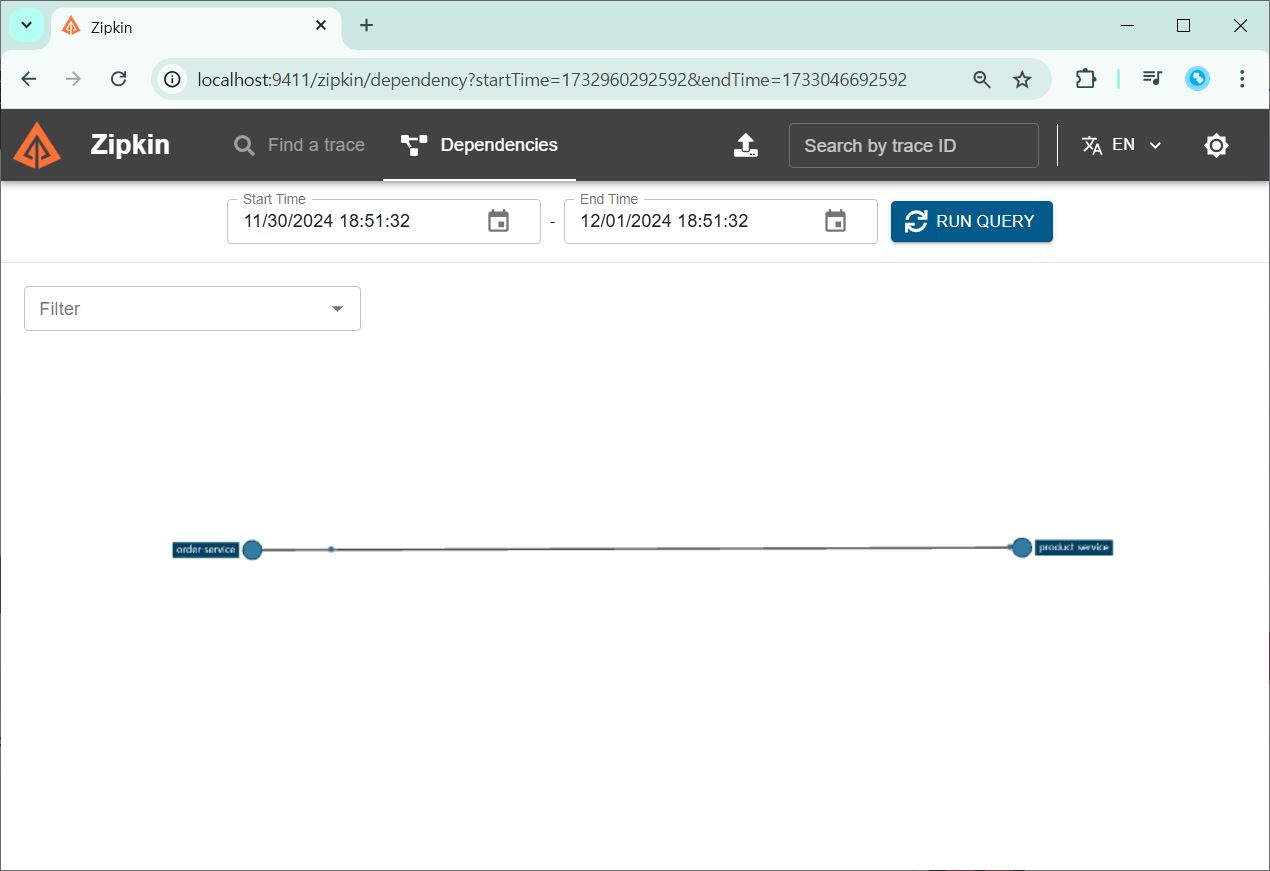 Zipkin
localhost:9411/zipkin/dependency?startTime=1732960292592&endTime=1733046692592
Zipkin
Find a trace
Dependencies
Search by trace ID
EN
Start Time
11/30/2024 18:51:32
-
End Time
12/01/2024 18:51:32
RUN QUERY
Filter
order-service
product-service